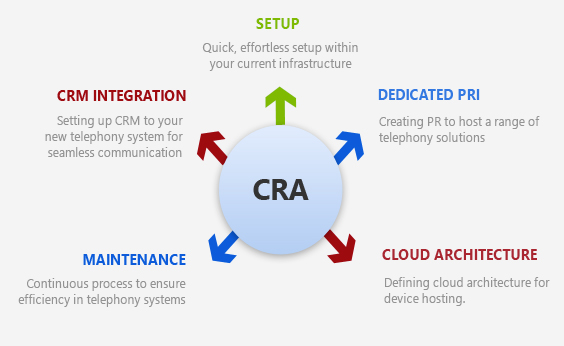 SETUP
Quick, effortless setup within
your current infrastructure
CRM INTEGRATION
Setting up CRM to your
new telephony system for
seamless communication
DEDICATED PRI
Creating PR to host a range of
telephony solutions
CRA
MAINTENANCE
Continuous process to ensure
efficiency in telephony systems
CLOUD ARCHITECTURE
Defining cloud architecture for
device hosting.